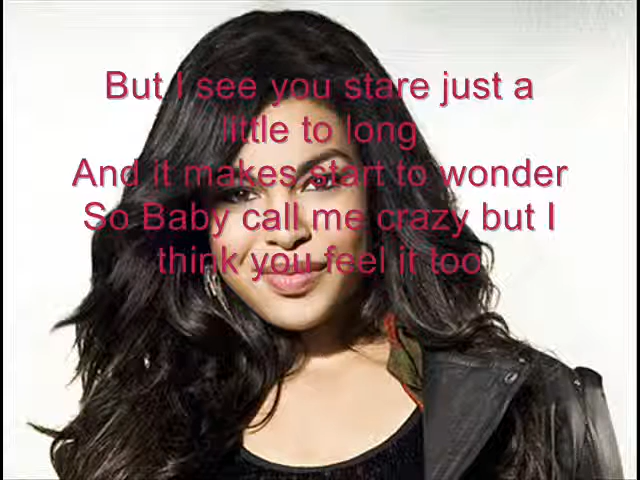 But I see you stare just a
little to long
And it makes start to wonder
So Baby call me crazy but I
think you feel it too